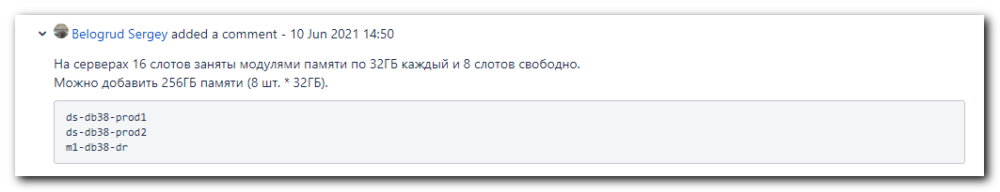 Belogrud Sergey added a comment - 10 Jun 2021 14:50
На серверах 16 слотов заняты модулями памяти по 32ГБ каждый и 8 слотов свободно.
Можно добавить 256ГБ памяти (8 шт. * 32ГБ).
ds-db38-prod1
ds-db38-prod2
m1-db38-dr